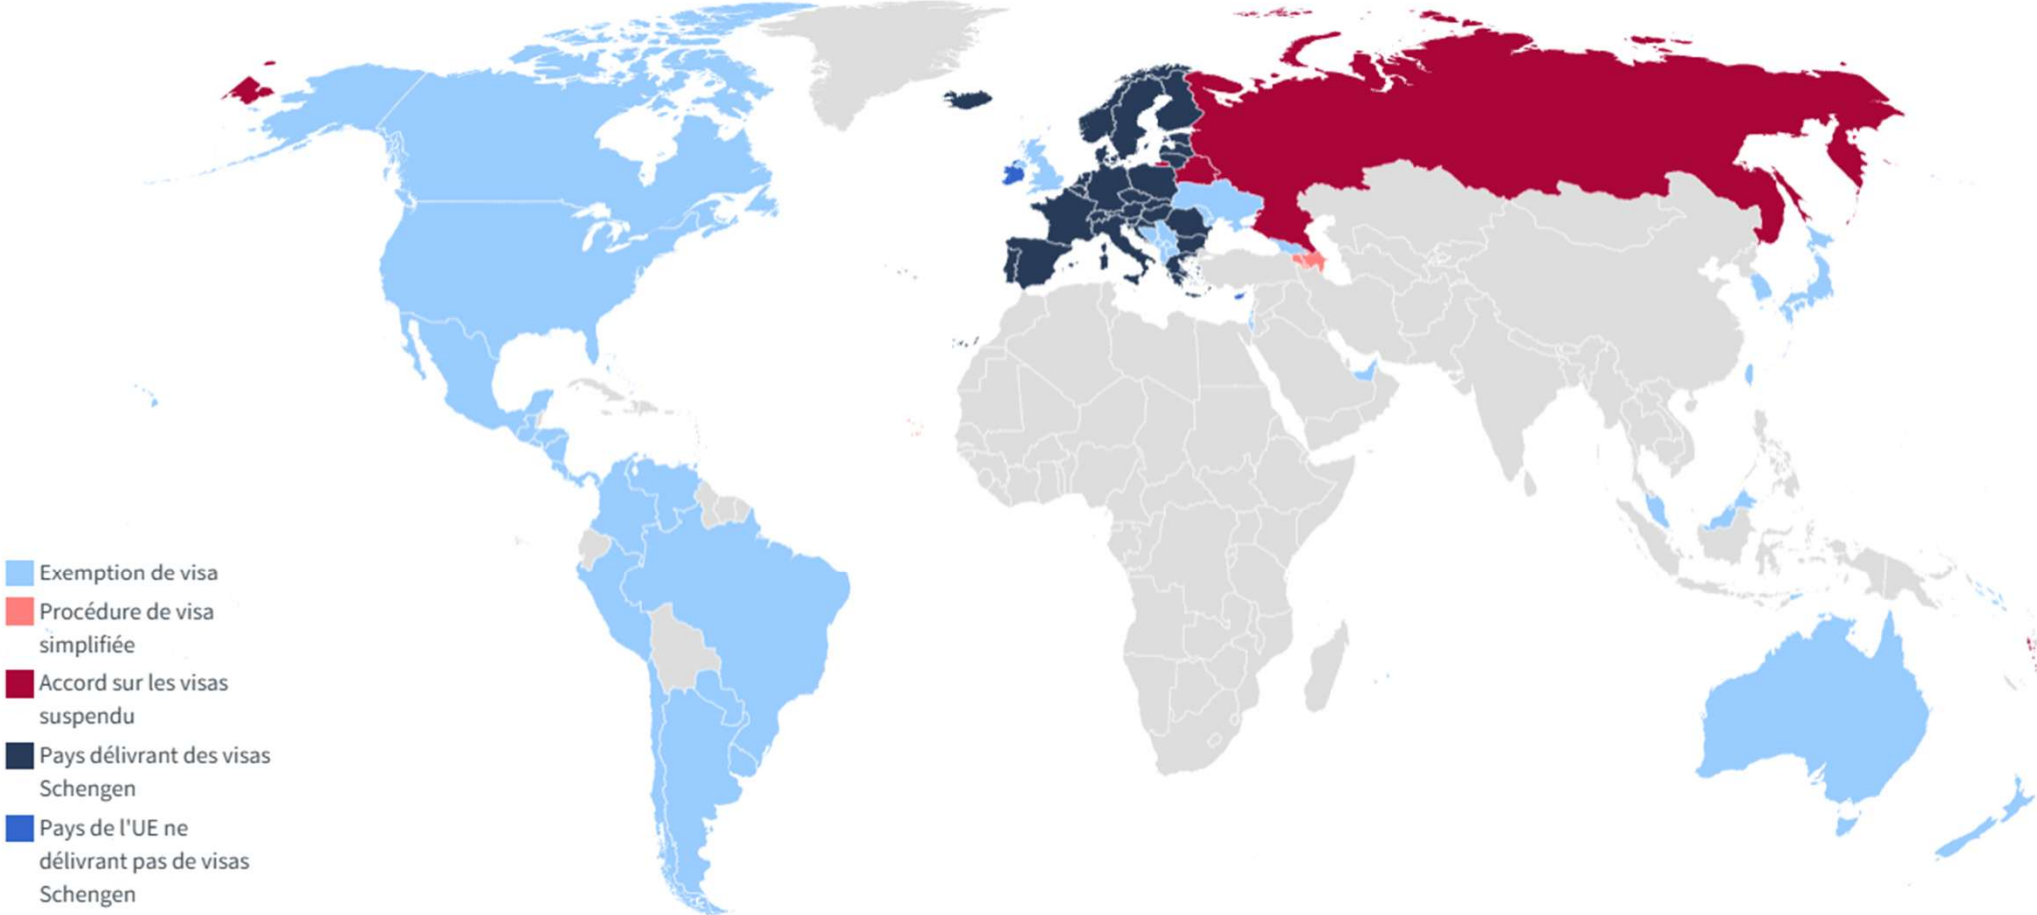 Exemption de visa
Procédure de visa
simplifiée
Accord sur les visas
suspendu
Pays délivrant des visas
Schengen
Pays de l'UE ne
délivrant pas de visas
Schengen